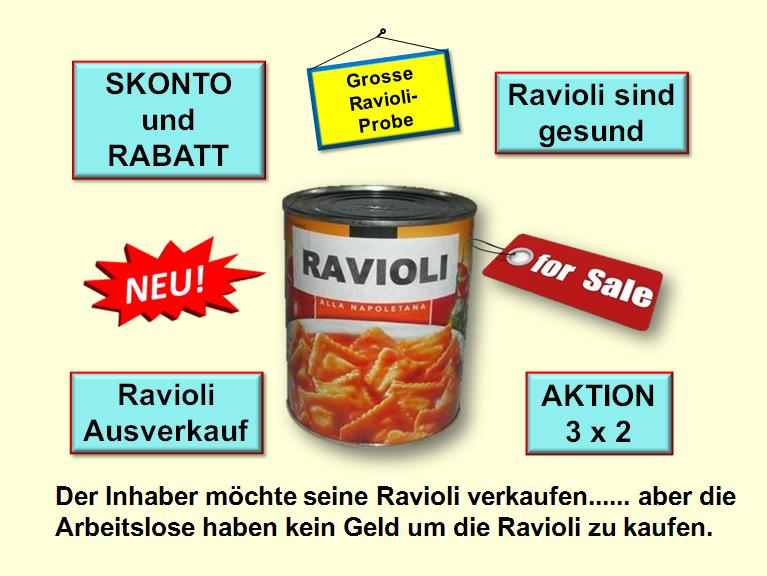 SKONTO
und
RABATT
Grosse
Ravioli-
Probe
Ravioli sind
gesund
NEU!
RAVIOLI
ALLA NAPOLETANA
for Sale
Ravioli
Ausverkauf
AKTION
3 x 2
Der Inhaber möchte seine Ravioli verkaufen...... aber die
Arbeitslose haben kein Geld um die Ravioli zu kaufen.